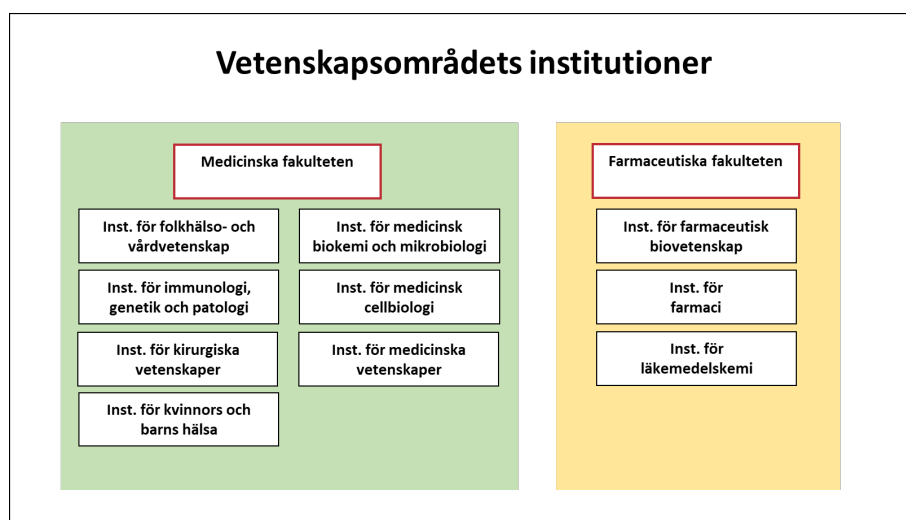 Vetenskapsområdets institutioner
Medicinska fakulteten
Inst. för folkhälso- och
vårdvetenskap
Inst. för immunologi,
genetik och patologi
Inst. för kirurgiska
vetenskaper
Inst. för kvinnors och
barns hälsa
Inst. för medicinsk
biokemi och mikrobiologi
Inst. för medicinsk
cellbiologi
Inst. för medicinska
vetenskaper
Farmaceutiska fakulteten
Inst. för farmaceutisk
biovetenskap
Inst. för
farmaci
Inst. för
läkemedelskemi